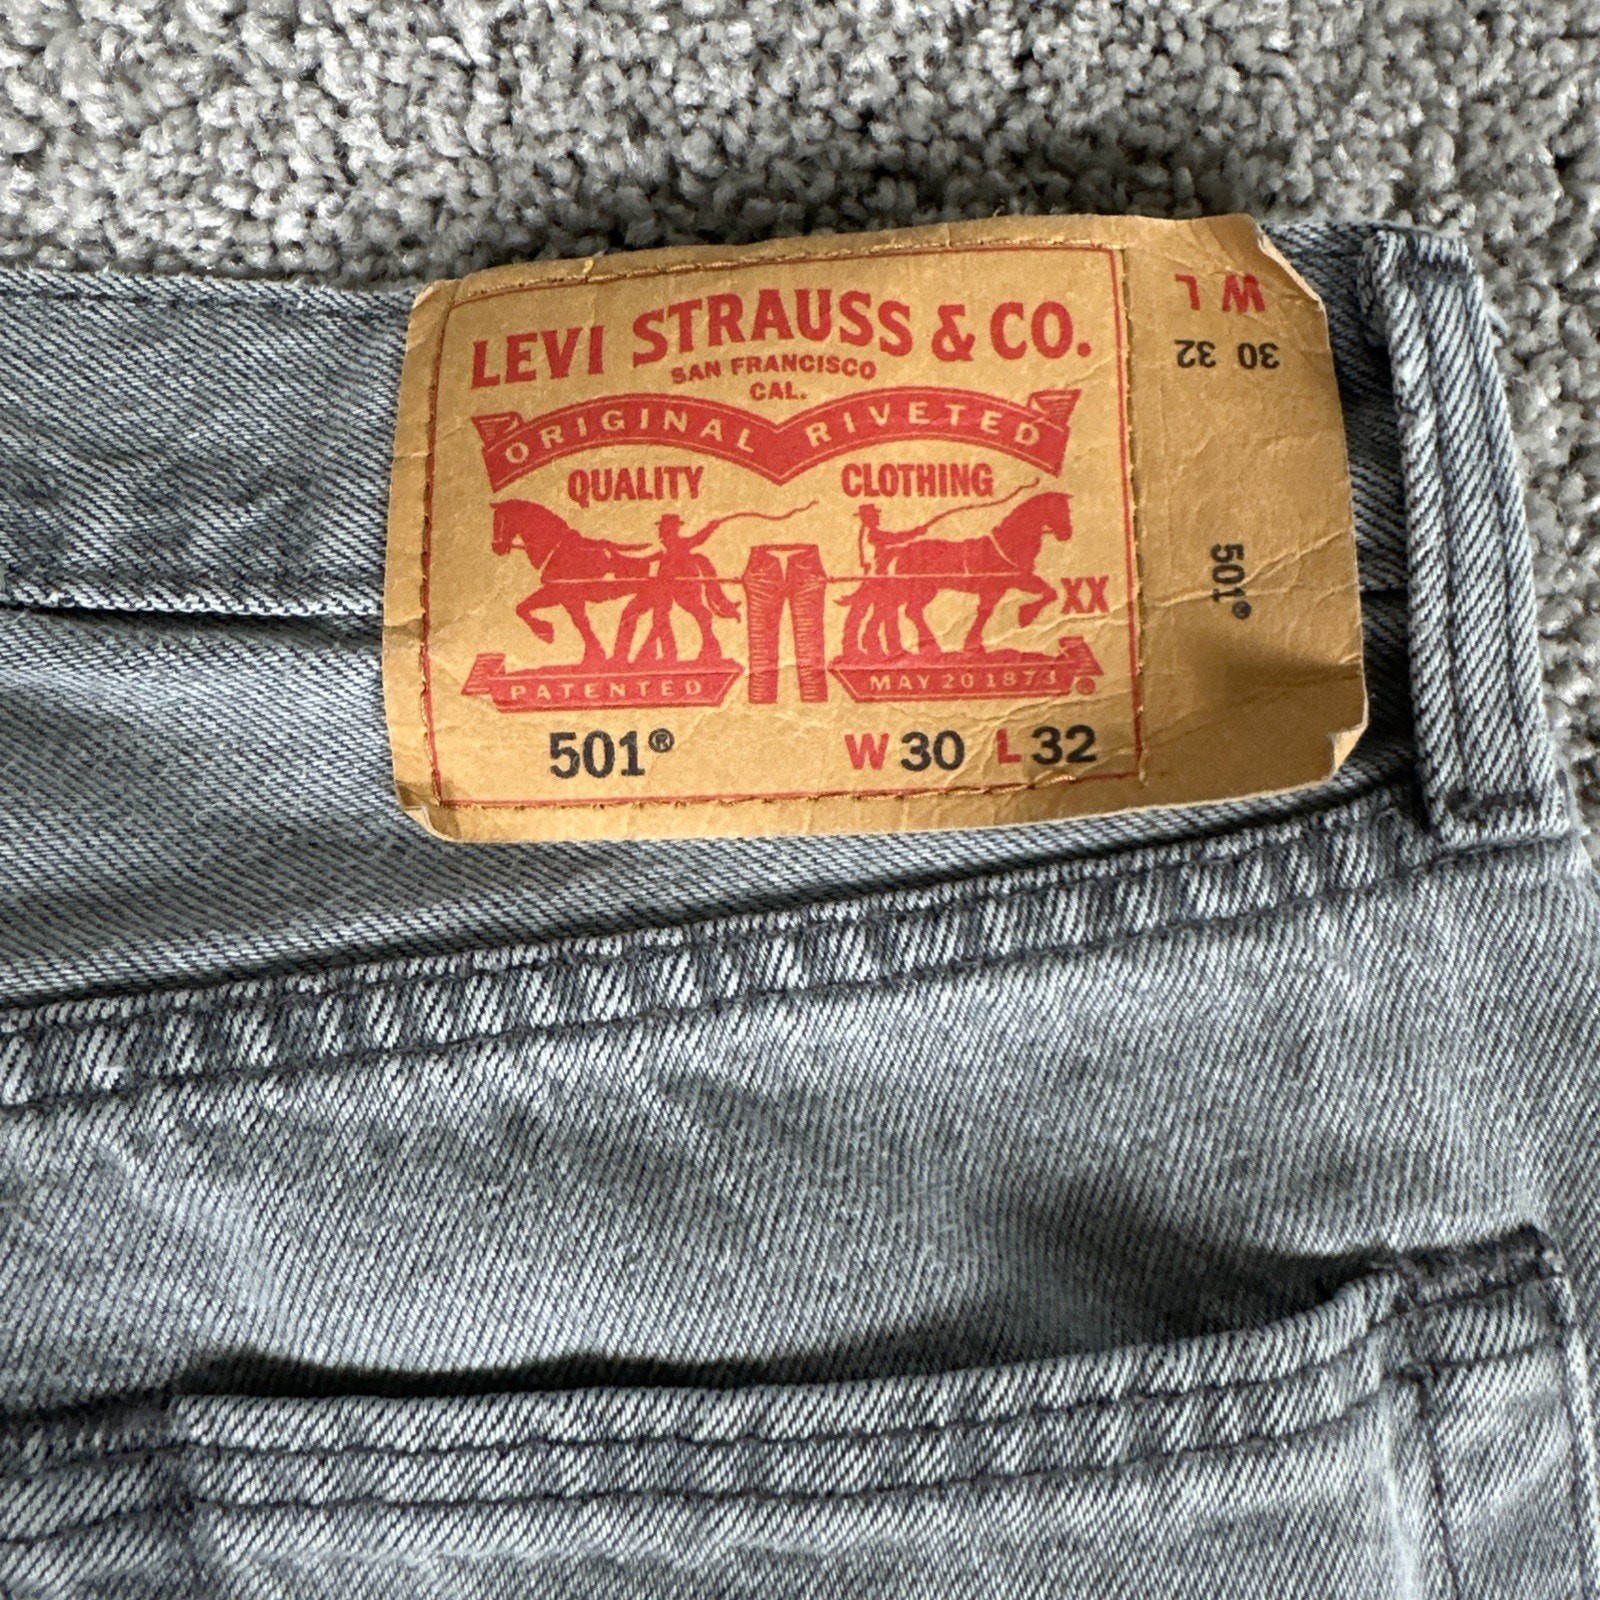 LEVI STRAUSS & CO.
SAN FRANCISCO
CAL.
ORIGINAL RIVETED
QUALITY CLOTHING
XX
PATENTED MAY 20 1873 ®
501® W 30 L 32
W L
30 32
501®